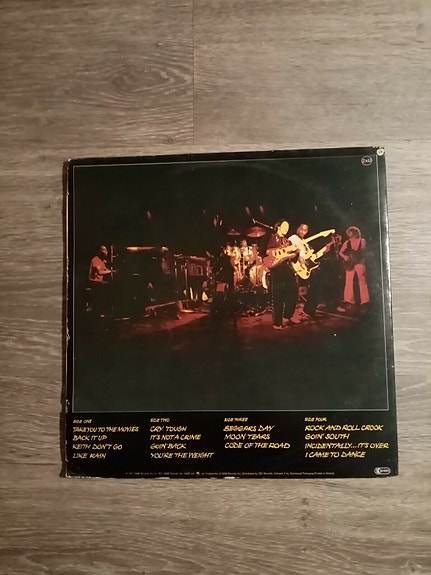 SIDE ONE
TAKE YOU TO THE MOVIES
BACK IT UP
KEITH DON'T GO
LIKE RAIN
SIDE TWO
CRY TOUGH
IT'S NOT A CRIME
GOIN' BACK
YOU'RE THE WEIGHT
SIDE THREE
BEGGARS DAY
MOON TEARS
CODE OF THE ROAD
SIDE FOUR
ROCK AND ROLL CROOK
GOIN' SOUTH
INCIDENTALLY...IT'S OVER
I CAME TO DANCE